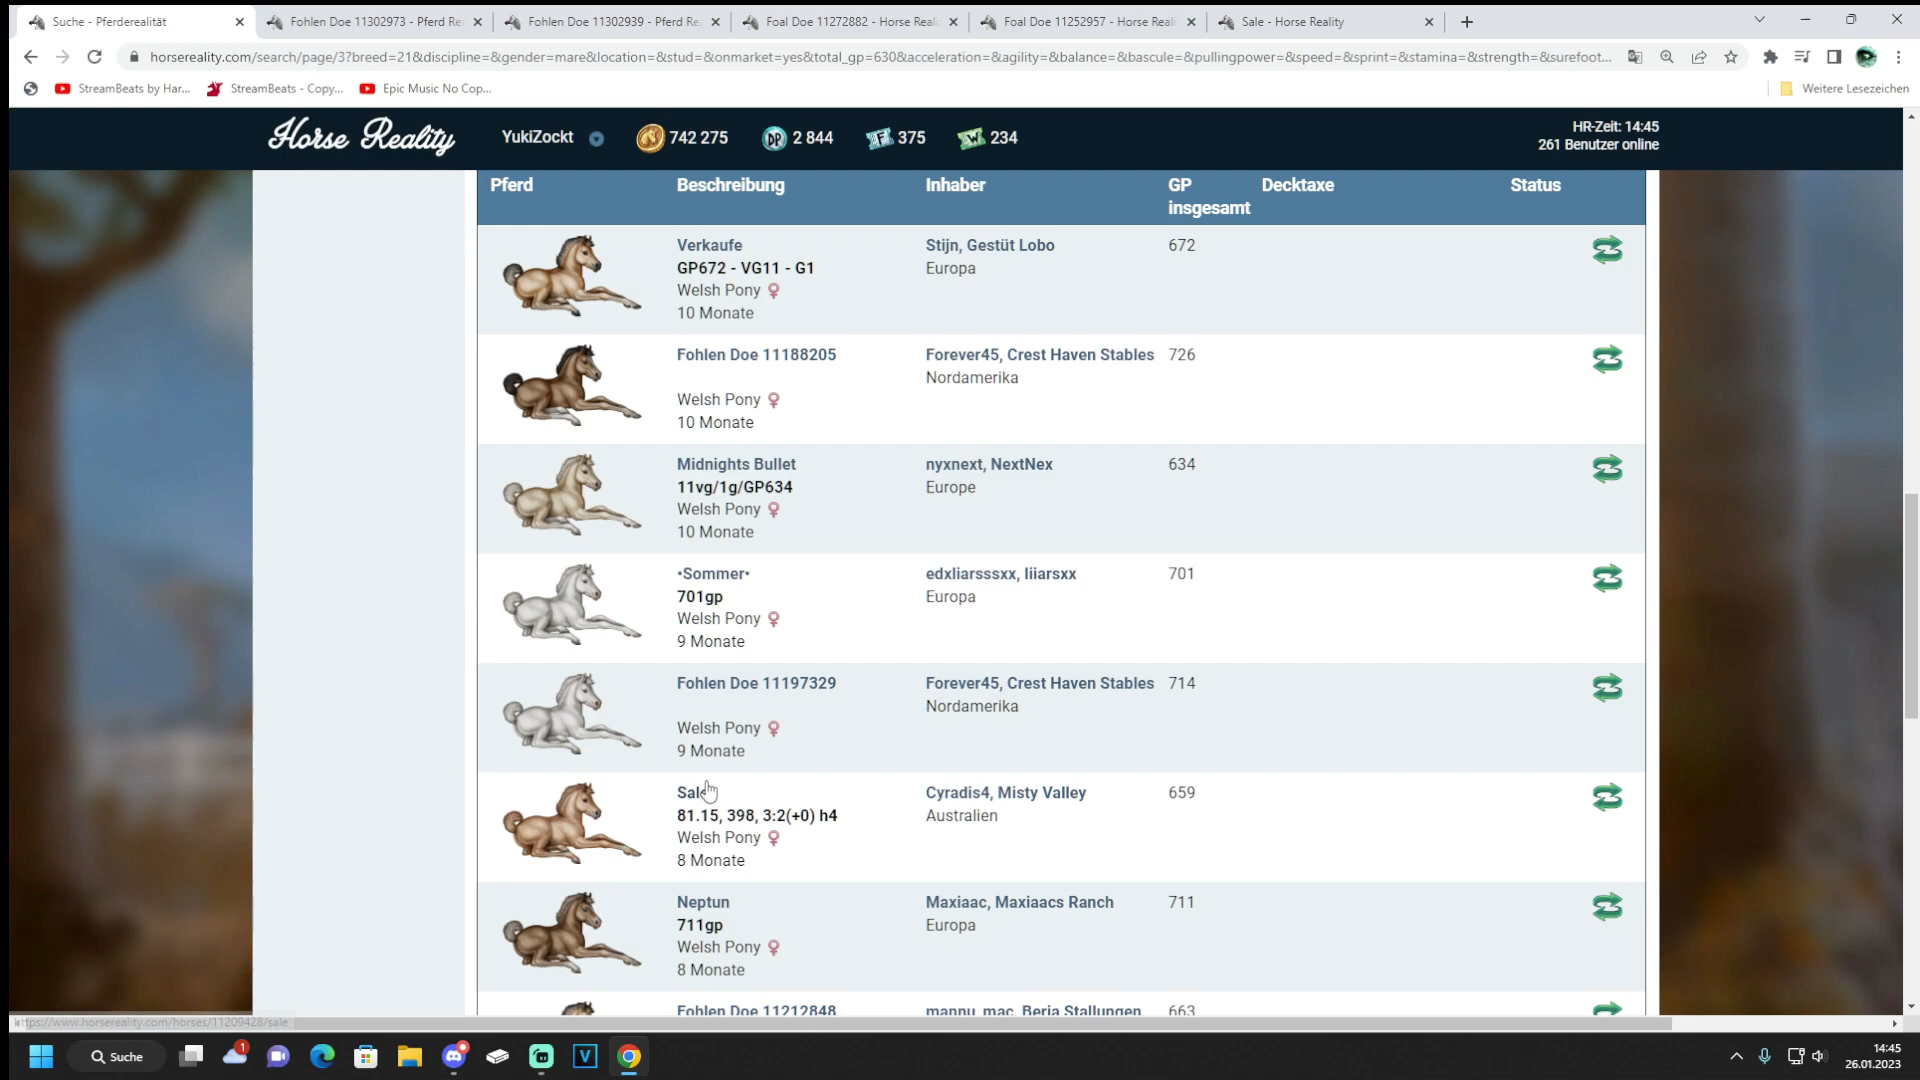 Suche - Pferderealität
Fohlen Doe 11302973 - Pferd Re
Fohlen Doe 11302939 - Pferd Re
Foal Doe 11272882 - Horse Reali
Foal Doe 11252957 - Horse Reali
Sale - Horse Reality
horsereality.com/search/page/3?breed=21&discipline=&gender=mare&location=&stud=&onmarket=yes&total_gp=630&acceleration=&agility=&balance=&bascule=&pullingpower=&speed=&sprint=&stamina=&strength=&surefoot...
StreamBeats by Har...
StreamBeats - Copy...
Epic Music No Cop...
Weitere Lesezeichen
Horse Reality
YukiZockt
742 275
DP
2 844
F
375
W
234
HR-Zeit: 14:45
261 Benutzer online
Pferd
Beschreibung
Inhaber
GP
insgesamt
Decktaxe
Status
Verkaufe
Stijn, Gestüt Lobo
672
GP672 - VG11 - G1
Europa
Welsh Pony
10 Monate
Fohlen Doe 11188205
Forever45, Crest Haven Stables
726
Nordamerika
Welsh Pony
10 Monate
Midnights Bullet
nyxnext, NextNex
634
11vg/1g/GP634
Europe
Welsh Pony
10 Monate
•Sommer•
edxliarsssxx, liiarsxx
701
701gp
Europa
Welsh Pony
9 Monate
Fohlen Doe 11197329
Forever45, Crest Haven Stables
714
Nordamerika
Welsh Pony
9 Monate
Sale
Cyradis4, Misty Valley
659
81.15, 398, 3:2(+0) h4
Australien
Welsh Pony
8 Monate
Neptun
Maxiaac, Maxiaacs Ranch
711
711gp
Europa
Welsh Pony
8 Monate
Fohlen Doe 11212848
mannu_mac, Beria Stallungen
663
https://www.horsereality.com/horses/11209428/sale
Suche
1
V
14:45
26.01.2023